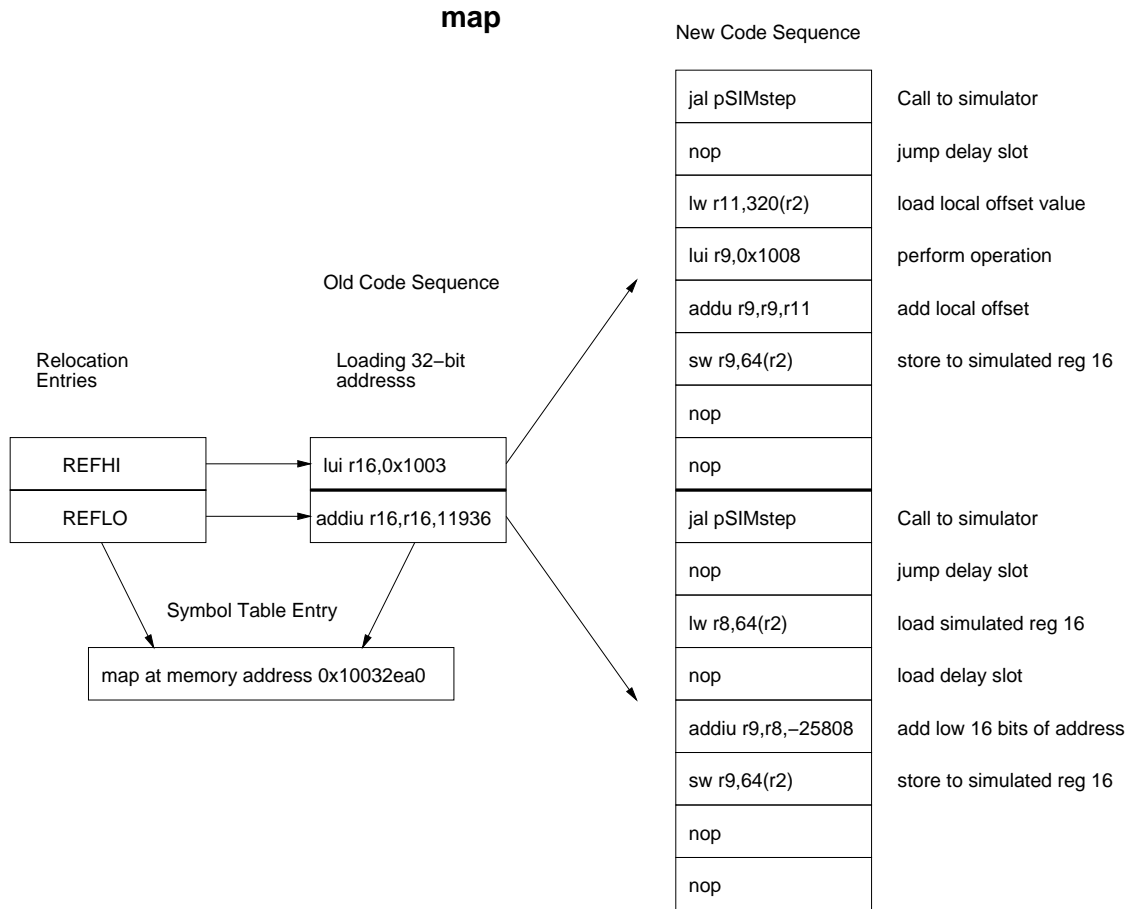 map
New Code Sequence
jal pSIMstep Call to simulator
nop jump delay slot
lw r11,320(r2) load local offset value
lui r9,0x1008 perform operation
Old Code Sequence
addu r9,r9,r11 add local offset
Relocation
Entries
Loading 32−bit
addresss
sw r9,64(r2) store to simulated reg 16
nop
REFHI lui r16,0x1003 nop
REFLO addiu r16,r16,11936 jal pSIMstep Call to simulator
nop jump delay slot
Symbol Table Entry
lw r8,64(r2) load simulated reg 16
map at memory address 0x10032ea0 nop load delay slot
addiu r9,r8,−25808 add low 16 bits of address
sw r9,64(r2) store to simulated reg 16
nop
nop